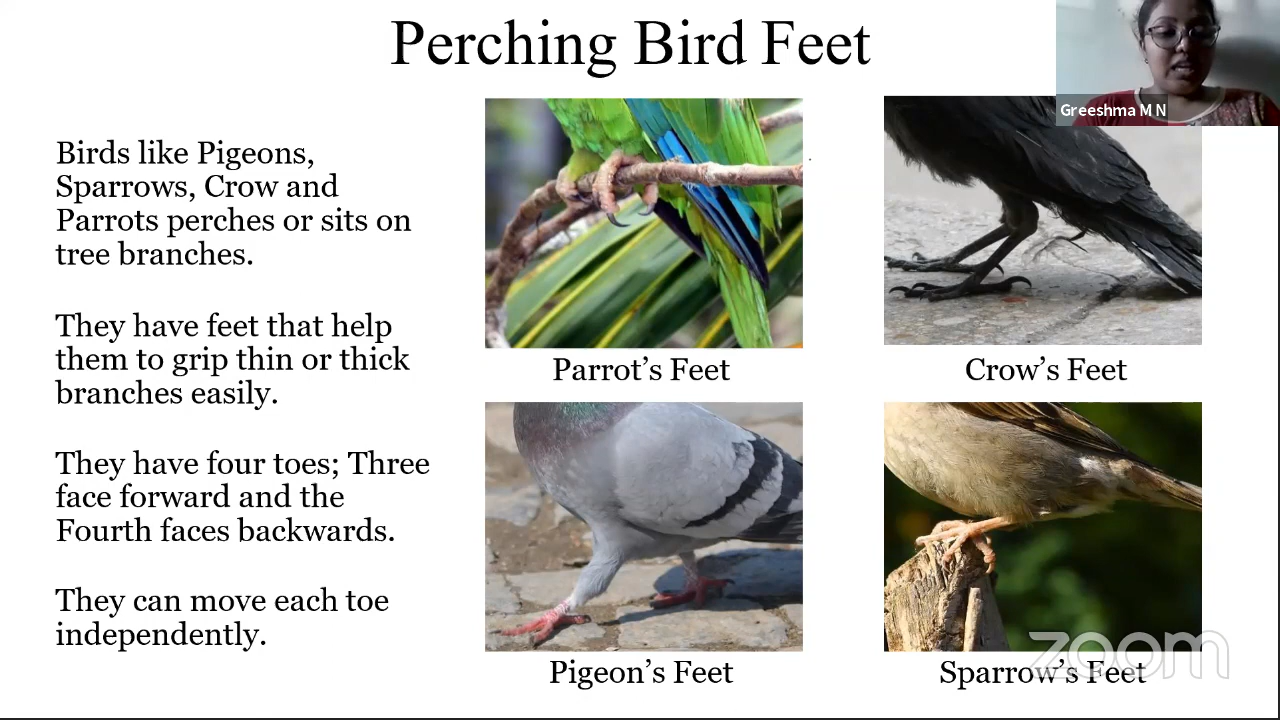 Perching Bird Feet
Greeshma M N
Birds like Pigeons,
Sparrows, Crow and
Parrots perches or sits on
tree branches.
They have feet that help
them to grip thin or thick
branches easily.
They have four toes; Three
face forward and the
Fourth faces backwards.
They can move each toe
independently.
Parrot’s Feet
Crow’s Feet
Pigeon’s Feet
Sparrow’s Feet
zoom